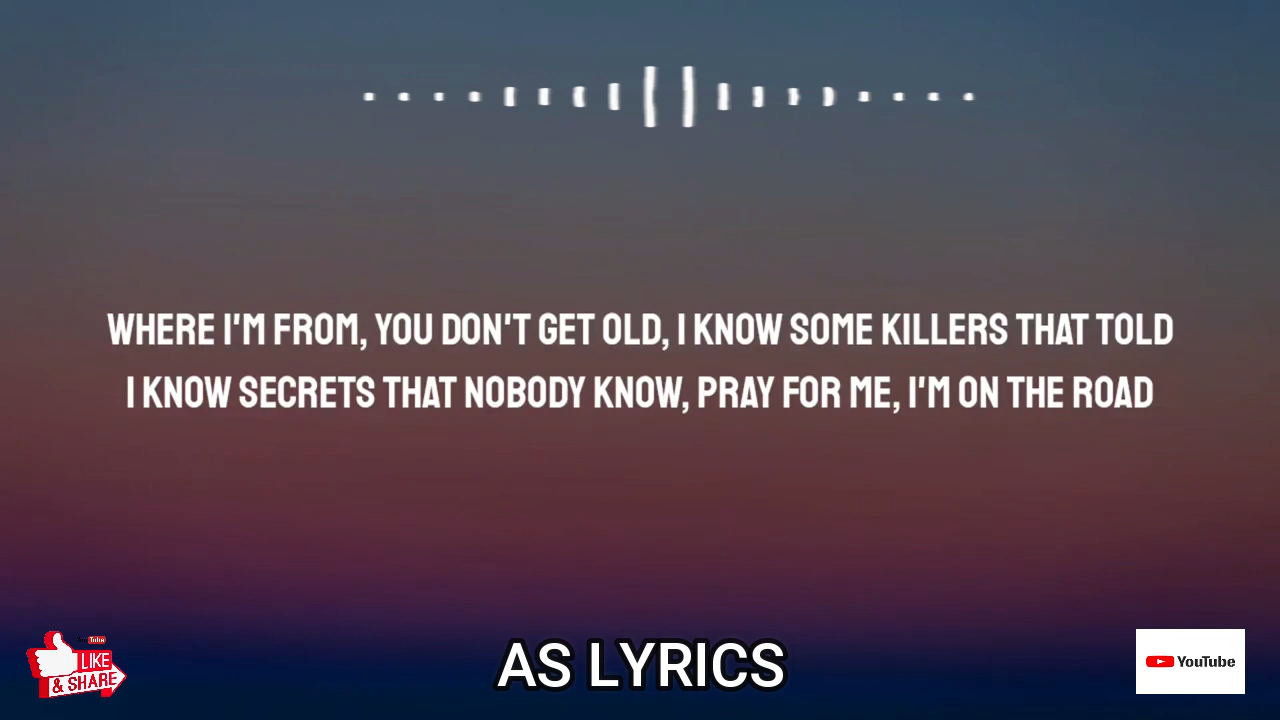 WHERE I'M FROM, YOU DON'T GET OLD, I KNOW SOME KILLERS THAT TOLD
I KNOW SECRETS THAT NOBODY KNOW, PRAY FOR ME, I'M ON THE ROAD
Tube
LIKE
& SHARE
AS LYRICS
YouTube